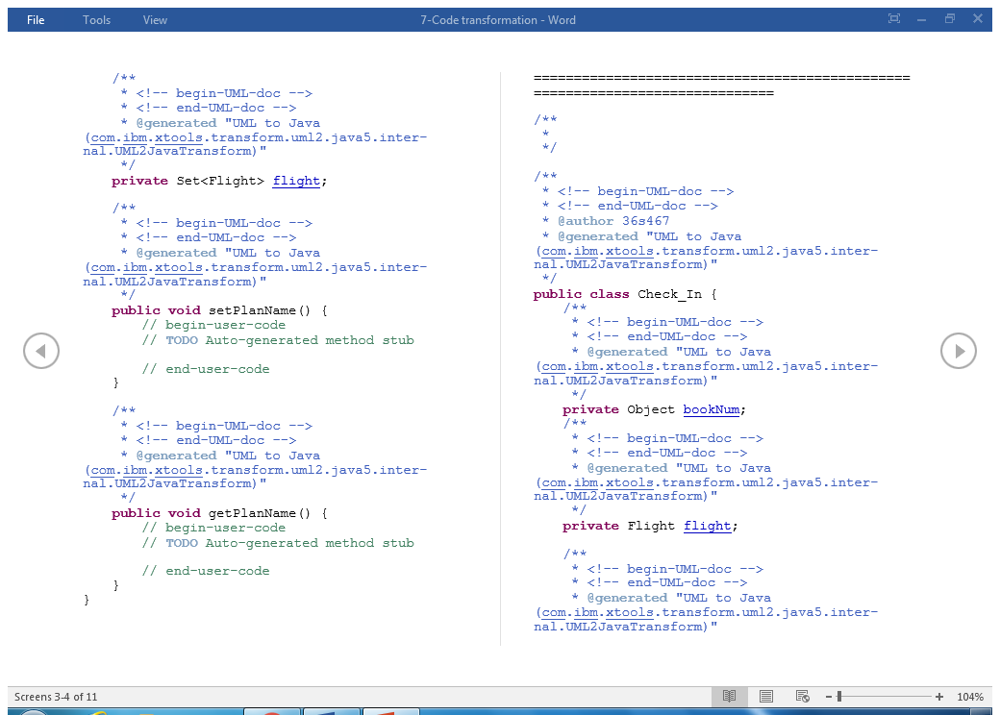 File Tools View 7-Code transformation - Word
/**
* <!-- begin-UML-doc -->
* <!-- end-UML-doc -->
* @generated "UML to Java
(com.ibm.xtools.transform.uml2.java5.inter-
nal.UML2JavaTransform)"
*/
private Set<Flight> flight;
/**
* <!-- begin-UML-doc -->
* <!-- end-UML-doc -->
* @generated "UML to Java
(com.ibm.xtools.transform.uml2.java5.inter-
nal.UML2JavaTransform)"
*/
public void setPlanName() {
// begin-user-code
// TODO Auto-generated method stub
// end-user-code
}
/**
* <!-- begin-UML-doc -->
* <!-- end-UML-doc -->
* @generated "UML to Java
(com.ibm.xtools.transform.uml2.java5.inter-
nal.UML2JavaTransform)"
*/
public void getPlanName() {
// begin-user-code
// TODO Auto-generated method stub
// end-user-code
}
}
===============================================
==============================
/**
*
*/
/**
* <!-- begin-UML-doc -->
* <!-- end-UML-doc -->
* @author 36s467
* @generated "UML to Java
(com.ibm.xtools.transform.uml2.java5.inter-
nal.UML2JavaTransform)"
*/
public class Check_In {
/**
* <!-- begin-UML-doc -->
* <!-- end-UML-doc -->
* @generated "UML to Java
(com.ibm.xtools.transform.uml2.java5.inter-
nal.UML2JavaTransform)"
*/
private Object bookNum;
/**
* <!-- begin-UML-doc -->
* <!-- end-UML-doc -->
* @generated "UML to Java
(com.ibm.xtools.transform.uml2.java5.inter-
nal.UML2JavaTransform)"
*/
private Flight flight;
/**
* <!-- begin-UML-doc -->
* <!-- end-UML-doc -->
* @generated "UML to Java
(com.ibm.xtools.transform.uml2.java5.inter-
nal.UML2JavaTransform)"
Screens 3-4 of 11 104%